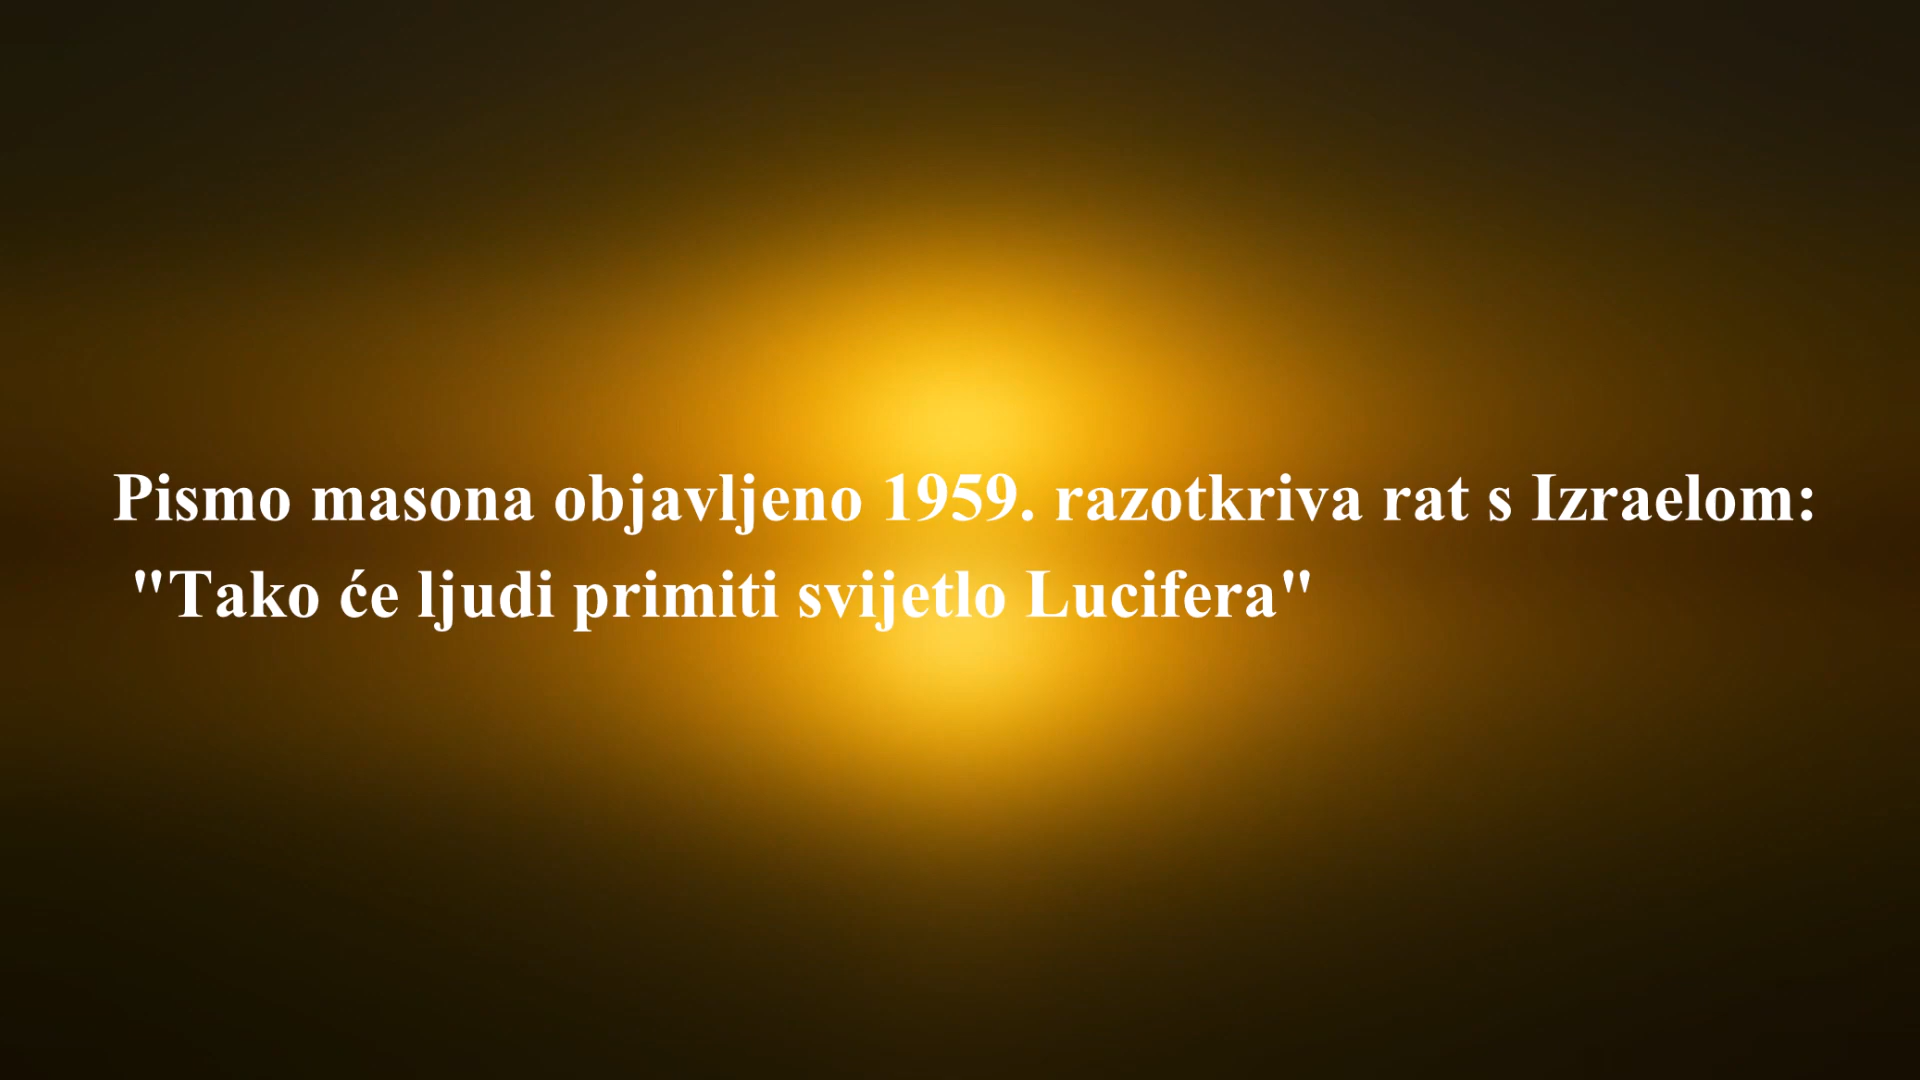 Pismo masona objavljeno 1959. razotkriva rat s Izraelom:
"Tako će ljudi primiti svijetlo Lucifera"